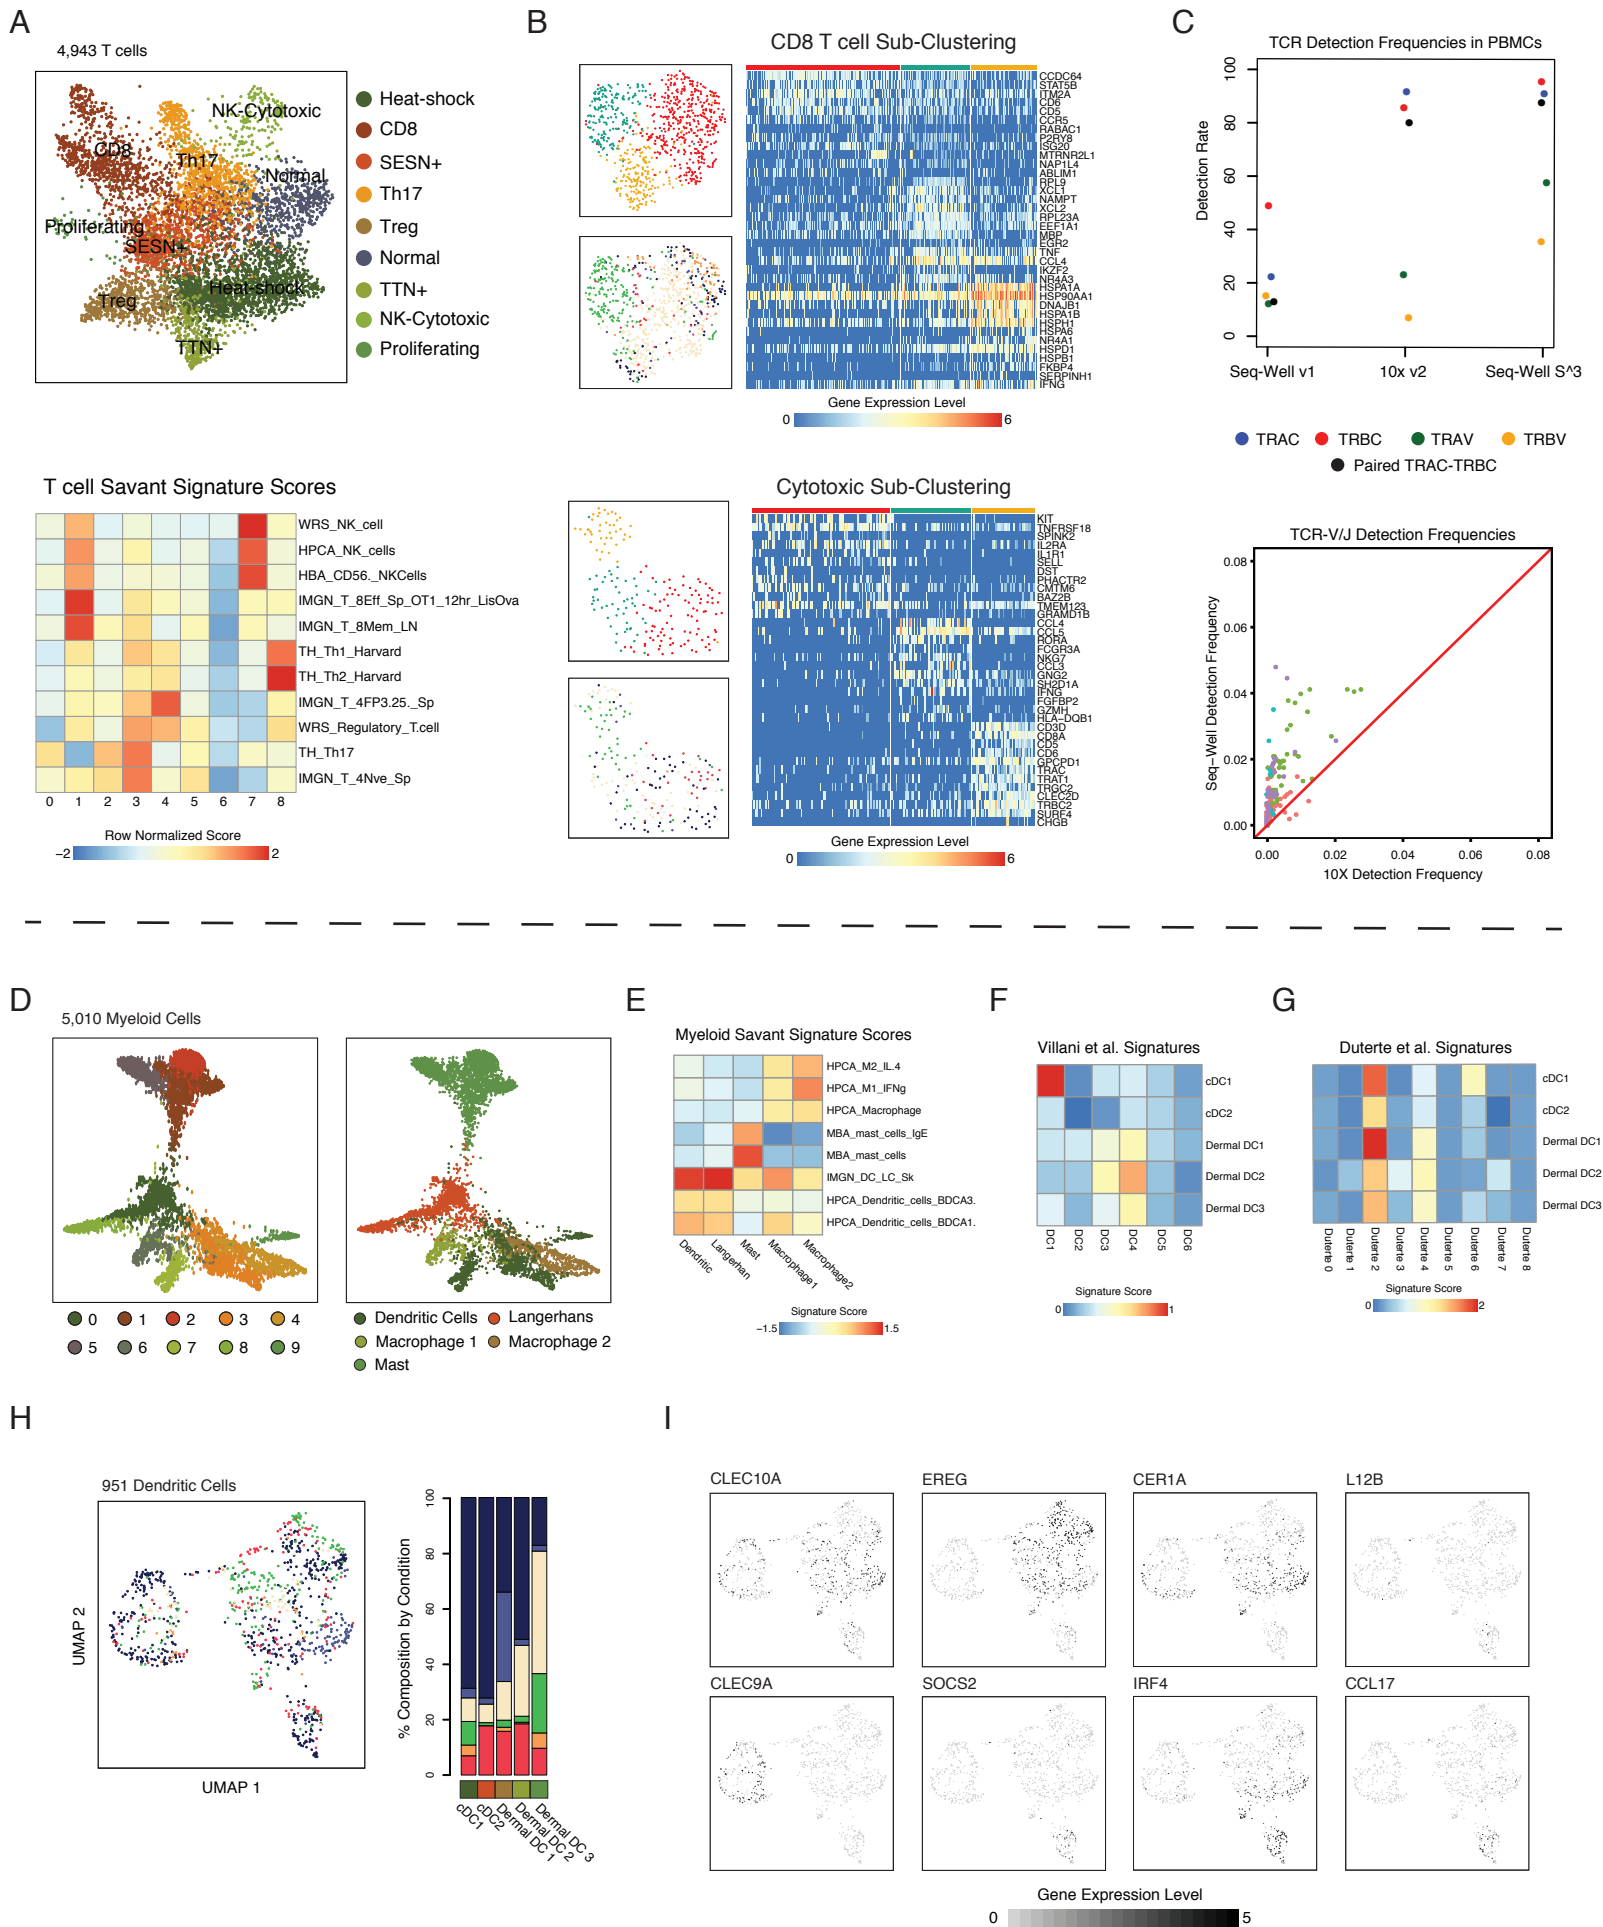 A
4,943 T cells
NK-Cytotoxic
CD8
Th17
Normal
Proliferating
SESN+
Heat-shock
Treg
TTN+
Heat-shock
CD8
SESN+
Th17
Treg
Normal
TTN+
NK-Cytotoxic
Proliferating
T cell Savant Signature Scores
WRS_NK_cell
HPCA_NK_cells
HBA_CD56._NKCells
IMGN_T_8Eff_Sp_OT1_12hr_LisOva
IMGN_T_8Mem_LN
TH_Th1_Harvard
TH_Th2_Harvard
IMGN_T_4FP3.25._Sp
WRS_Regulatory_T.cell
TH_Th17
IMGN_T_4Nve_Sp
0 1 2 3 4 5 6 7 8
Row Normalized Score
−2 2
B
CD8 T cell Sub-Clustering
CCDC64
STAT5B
ITM2A
CD6
CD5
CCR5
RABAC1
P2RY8
ISG20
MTRNR2L1
NAP1L4
ABLIM1
RPL9
XCL1
NAMPT
XCL2
RPL23A
EEF1A1
MBP
EGR2
TNF
CCL4
IKZF2
NR4A3
HSPA1A
HSP90AA1
DNAJB1
HSPA1B
HSPH1
HSPA6
NR4A1
HSPD1
HSPB1
FKBP4
SERPINH1
IFNG
Gene Expression Level
0 6
Cytotoxic Sub-Clustering
KIT
TNFRSF18
SPINK2
IL2RA
IL1R1
SELL
DST
PHACTR2
CMTM6
BAZ2B
TMEM123
GRAMD1B
CCL4
CCL5
RORA
FCGR3A
NKG7
CCL3
GNG2
SH2D1A
IFNG
FGFBP2
GZMH
HLA−DQB1
CD3D
CD8A
CD5
CD6
GPCPD1
TRAC
TRAT1
TRGC2
CLEC2D
TRBC2
SURF4
CHGB
Gene Expression Level
0 6
C
TCR Detection Frequencies in PBMCs
Detection Rate
100
80
60
40
20
0
Seq-Well v1 10x v2 Seq-Well S^3
TRAC TRBC TRAV TRBV
Paired TRAC-TRBC
TCR-V/J Detection Frequencies
Seq−Well Detection Frequency
0.08
0.06
0.04
0.02
0.00
0.00 0.02 0.04 0.06 0.08
10X Detection Frequency
D
5,010 Myeloid Cells
0 1 2 3 4
5 6 7 8 9
Dendritic Cells Langerhans
Macrophage 1 Macrophage 2
Mast
E
Myeloid Savant Signature Scores
HPCA_M2_IL.4
HPCA_M1_IFNg
HPCA_Macrophage
MBA_mast_cells_IgE
MBA_mast_cells
IMGN_DC_LC_Sk
HPCA_Dendritic_cells_BDCA3.
HPCA_Dendritic_cells_BDCA1.
Dendritic
Langerhan
Mast
Macrophage1
Macrophage2
Signature Score
−1.5 1.5
F
Villani et al. Signatures
cDC1
cDC2
Dermal DC1
Dermal DC2
Dermal DC3
DC1
DC2
DC3
DC4
DC5
DC6
Signature Score
0 1
G
Duterte et al. Signatures
cDC1
cDC2
Dermal DC1
Dermal DC2
Dermal DC3
Duterte 0
Duterte 1
Duterte 2
Duterte 3
Duterte 4
Duterte 5
Duterte 6
Duterte 7
Duterte 8
Signature Score
0 2
H
951 Dendritic Cells
UMAP 2
UMAP 1
% Composition by Condition
100
80
60
40
20
0
cDC1
cDC2
Dermal DC 1
Dermal DC 2
Dermal DC 3
I
CLEC10A EREG CER1A L12B
CLEC9A SOCS2 IRF4 CCL17
Gene Expression Level
0 5